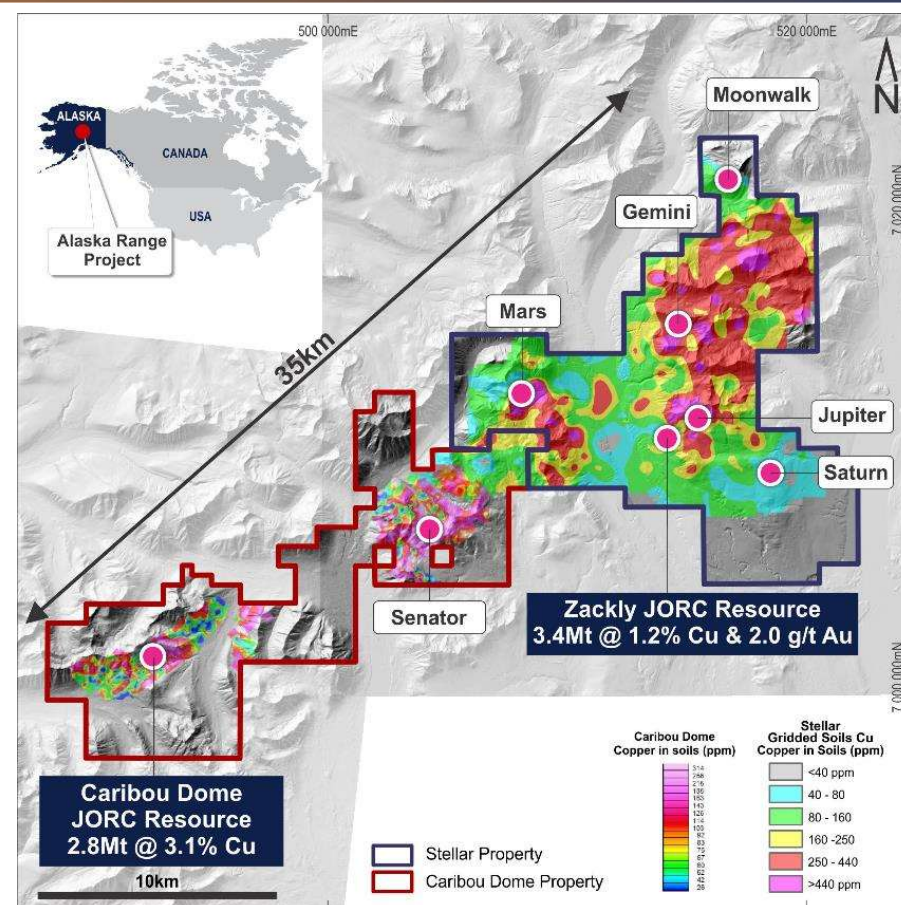 500 000mE
520 000mE
N
7 020 000mN
7 000 000mN
ALASKA
CANADA
USA
Alaska Range
Project
35km
Moonwalk
Gemini
Mars
Jupiter
Saturn
Senator
Zackly JORC Resource
3.4Mt @ 1.2% Cu & 2.0 g/t Au
Caribou Dome
JORC Resource
2.8Mt @ 3.1% Cu
10km
Stellar Property
Caribou Dome Property
Caribou Dome
Copper in soils (ppm)
314
Stellar
Gridded Soils Cu
Copper in Soils (ppm)
<40 ppm
40 - 80
80 - 160
160 -250
250 - 440
>440 ppm